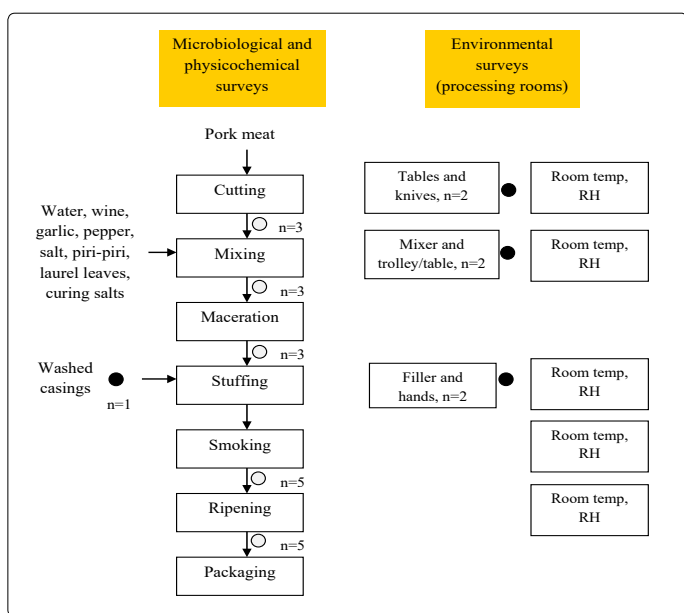 Microbiological and
physicochemical
surveys
Environmental
surveys
(processing rooms)
Pork meat
Cutting
Tables and
knives, n=2
Room temp,
RH
n=3
Water, wine,
garlic, pepper,
salt, piri-piri,
laurel leaves,
curing salts
Mixing
Mixer and
trolley/table, n=2
Room temp,
RH
n=3
Maceration
n=3
Washed
casings
n=1
Stuffing
Filler and
hands, n=2
Room temp,
RH
Smoking
Room temp,
RH
n=5
Ripening
Room temp,
RH
n=5
Packaging